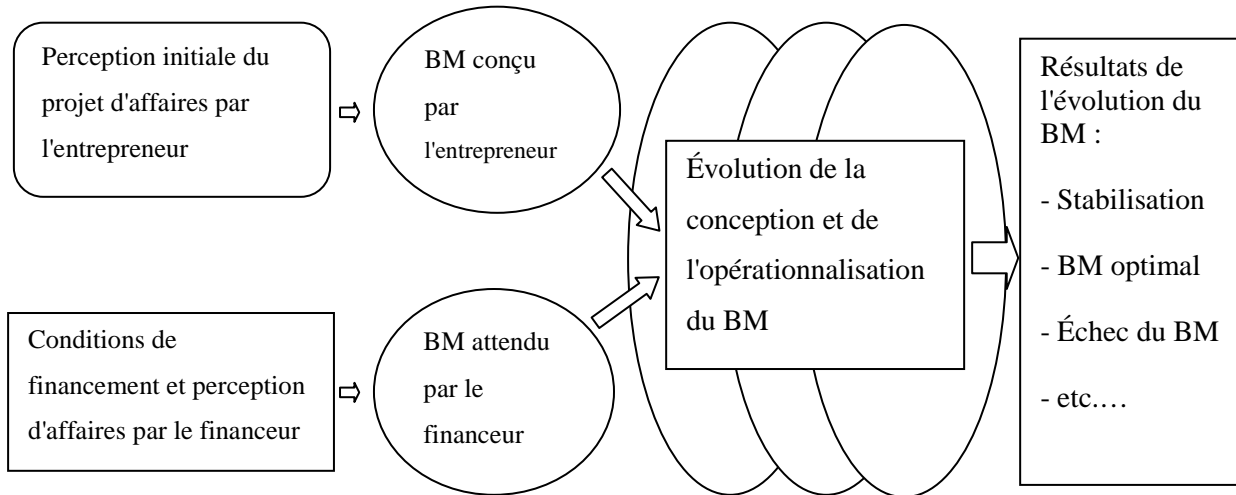 Perception initiale du
projet d'affaires par
l'entrepreneur
BM conçu
par
l'entrepreneur
Conditions de
financement et perception
d'affaires par le financeur
BM attendu
par le
financeur
Évolution de la
conception et de
l'opérationnalisation
du BM
Résultats de
l'évolution du
BM :
- Stabilisation
- BM optimal
- Échec du BM
- etc.…